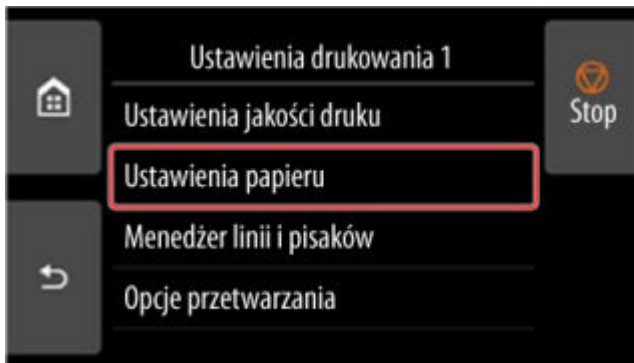 Ustawienia drukowania 1
Stop
Ustawienia jakości druku
Ustawienia papieru
Menedżer linii i pisaków
Opcje przetwarzania